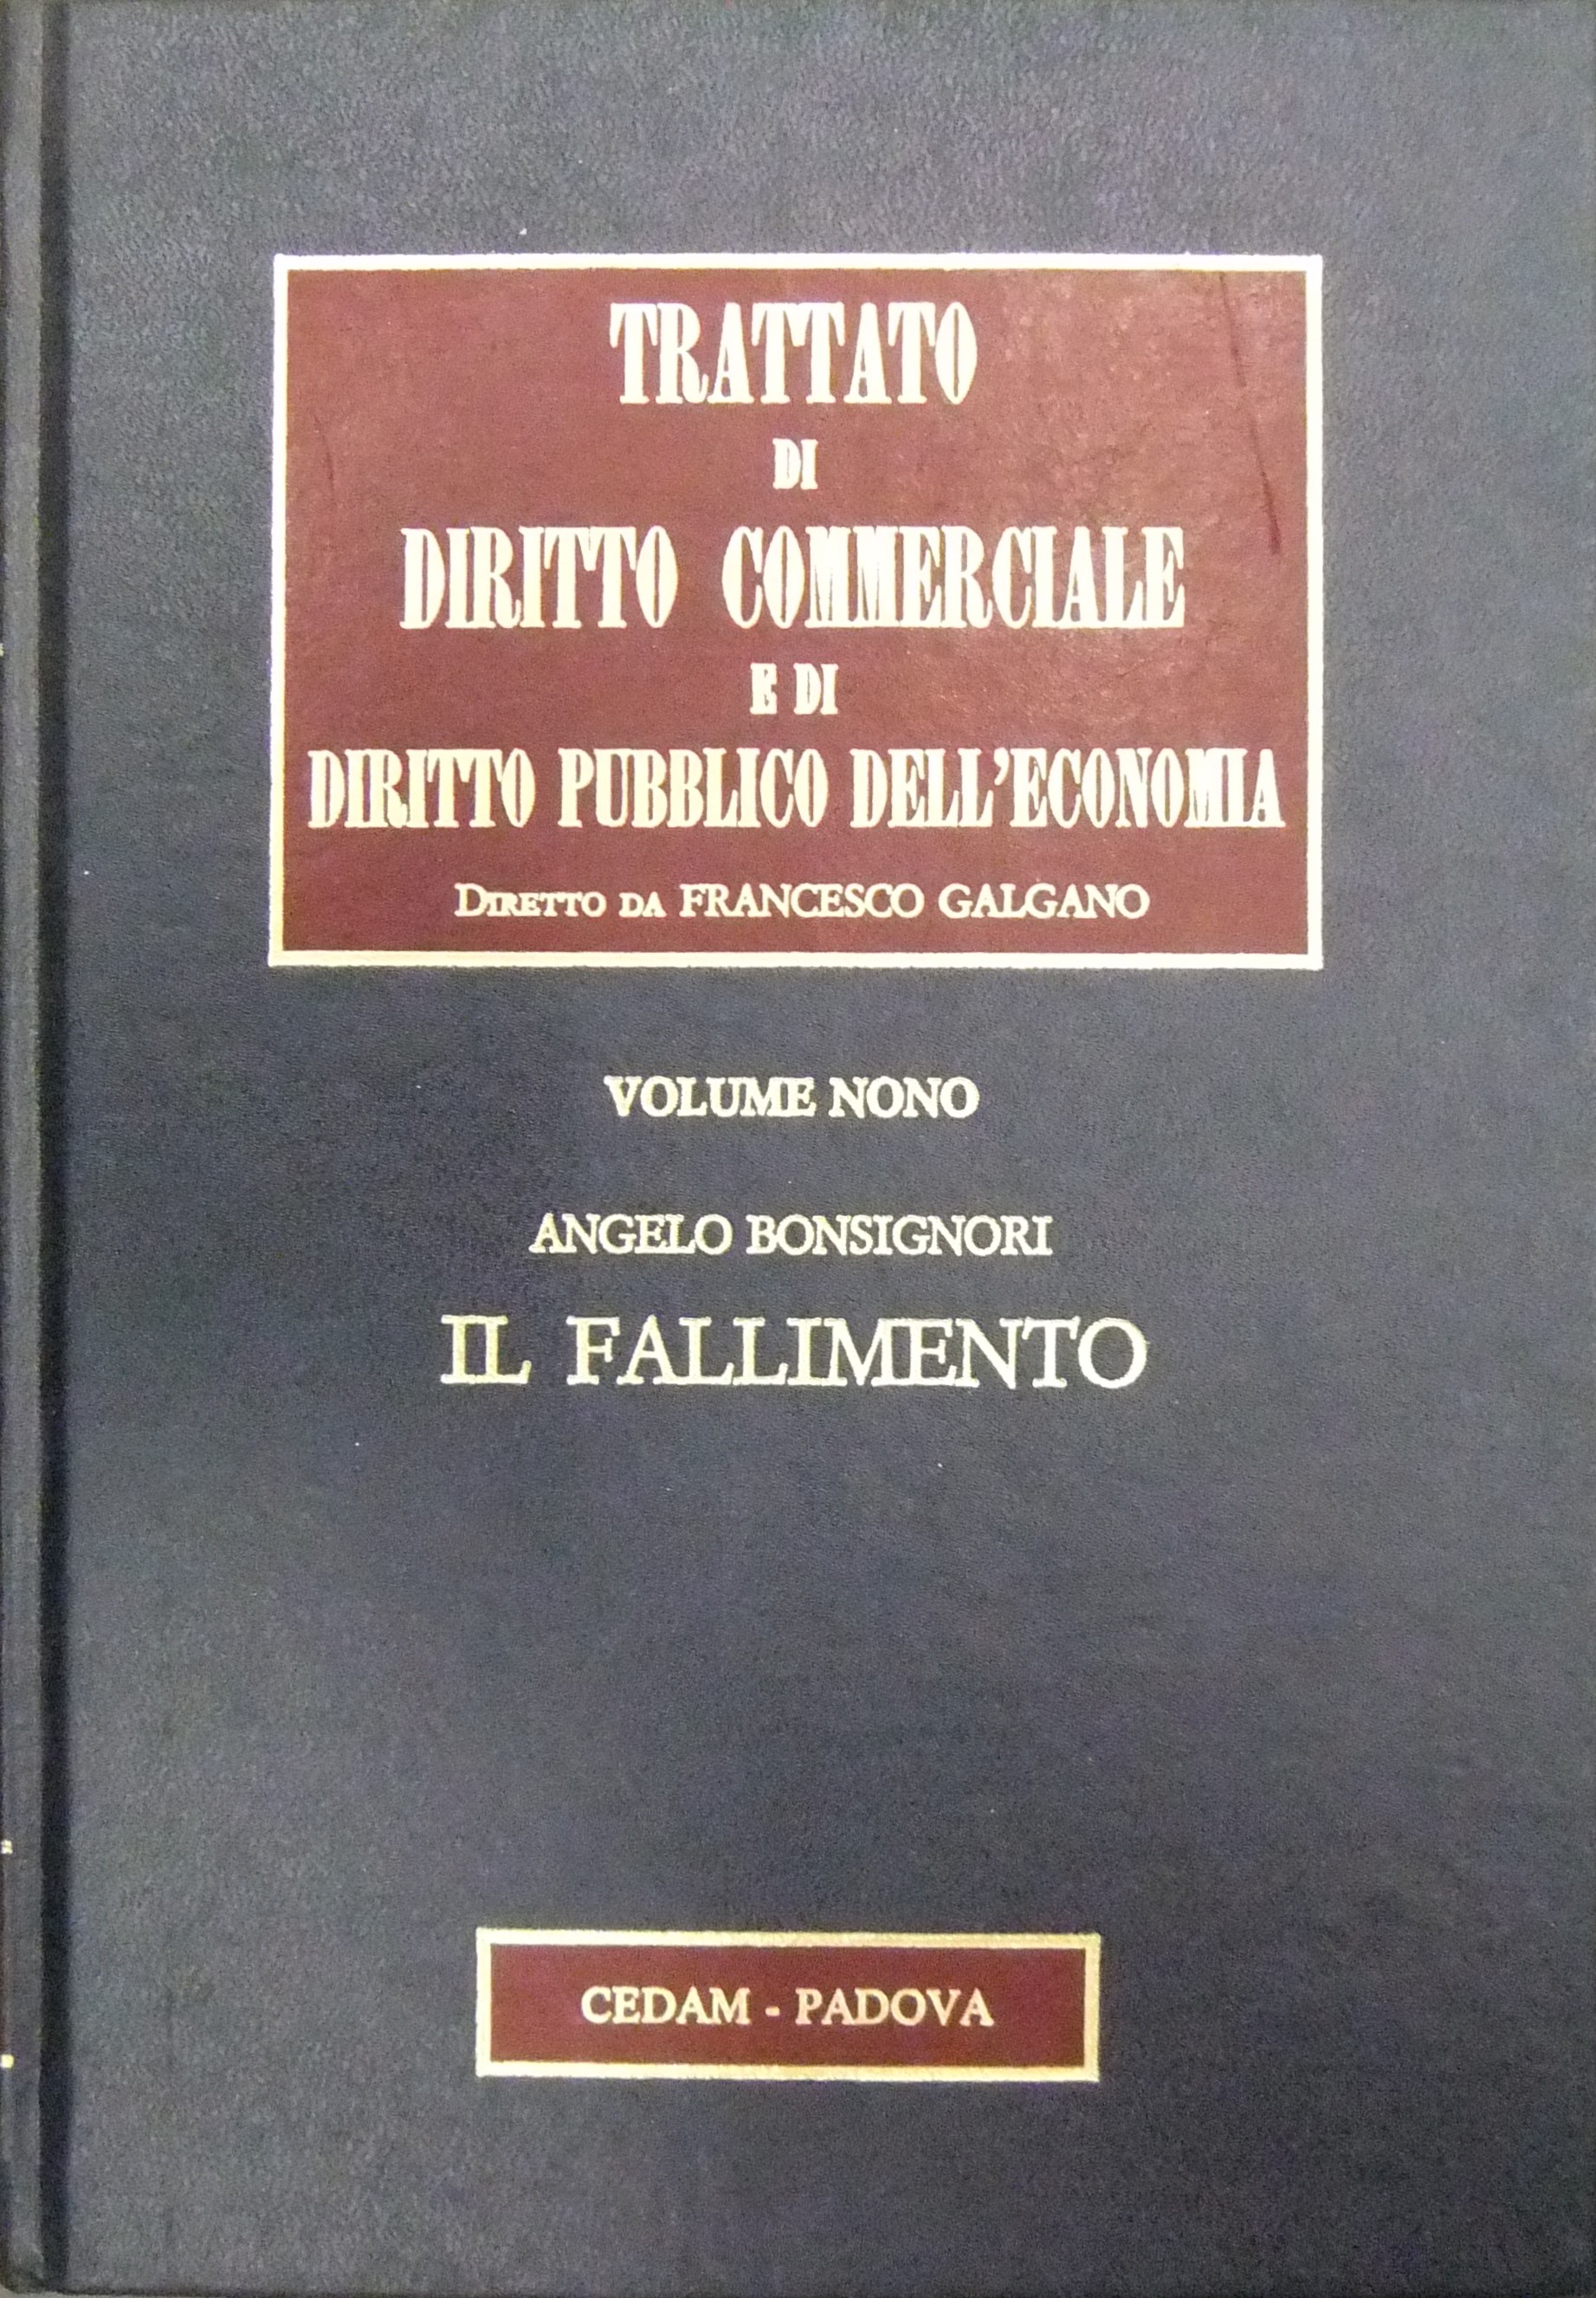 TRATTATO
DI
DIRITTO COMMERCIALE
E DI
DIRITTO PUBBLICO DELL'ECONOMIA
DIRETTO DA FRANCESCO GALGANO
VOLUME NONO
ANGELO BONSIGNORI
IL FALLIMENTO
CEDAM - PADOVA